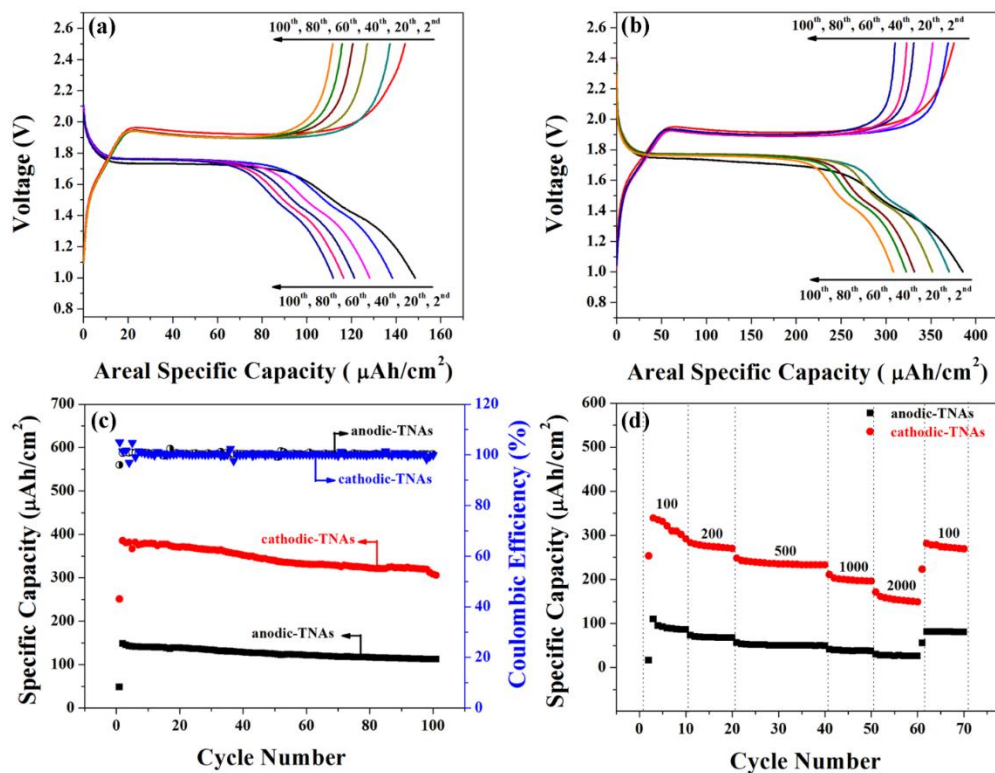 (a)
100th, 80th, 60th, 40th, 20th, 2nd
2.6
2.4
2.2
2.0
1.8
1.6
1.4
1.2
1.0
0.8
Voltage (V)
100th, 80th, 60th, 40th, 20th, 2nd
0 20 40 60 80 100 120 140 160
Areal Specific Capacity ( μAh/cm2)
(b)
100th, 80th, 60th, 40th, 20th, 2nd
2.6
2.4
2.2
2.0
1.8
1.6
1.4
1.2
1.0
0.8
Voltage (V)
100th, 80th, 60th, 40th, 20th, 2nd
0 50 100 150 200 250 300 350 400
Areal Specific Capacity ( μAh/cm2)
(c)
700
600
500
400
300
200
100
0
Specific Capacity (μAh/cm2)
anodic-TNAs
cathodic-TNAs
cathodic-TNAs
anodic-TNAs
120
100
80
60
40
20
0
Coulombic Efficiency (%)
0 20 40 60 80 100
Cycle Number
(d)
anodic-TNAs
cathodic-TNAs
600
500
400
300
200
100
0
Specific Capacity (μAh/cm2)
100
200
500
1000
2000
100
0 10 20 30 40 50 60 70
Cycle Number